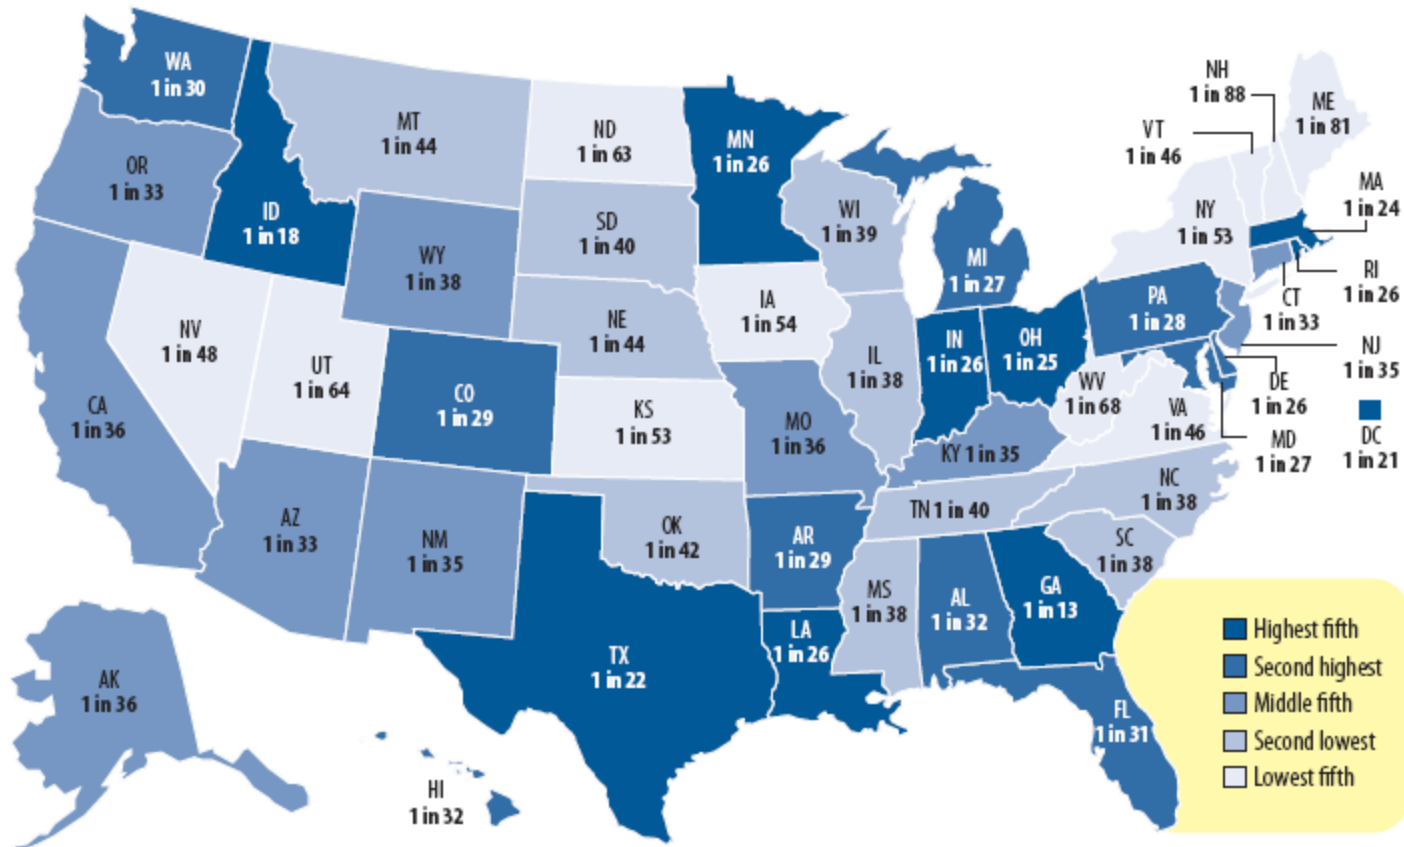 WA
1 in 30
MT
1 in 44
ND
1 in 63
MN
1 in 26
NH
1 in 88
ME
1 in 81
VT
1 in 46
OR
1 in 33
ID
1 in 18
WY
1 in 38
SD
1 in 40
WI
1 in 39
MI
1 in 27
NY
1 in 53
MA
1 in 24
RI
1 in 26
CT
1 in 33
NV
1 in 48
UT
1 in 64
CO
1 in 29
NE
1 in 44
IA
1 in 54
IL
1 in 38
IN
1 in 26
OH
1 in 25
PA
1 in 28
NJ
1 in 35
DE
1 in 26
MD
1 in 27
DC
1 in 21
CA
1 in 36
KS
1 in 53
MO
1 in 36
KY 1 in 35
WV
1 in 68
VA
1 in 46
AZ
1 in 33
NM
1 in 35
OK
1 in 42
AR
1 in 29
TN 1 in 40
NC
1 in 38
SC
1 in 38
MS
1 in 38
AL
1 in 32
GA
1 in 13
TX
1 in 22
LA
1 in 26
FL
1 in 31
AK
1 in 36
HI
1 in 32
Highest fifth
Second highest
Middle fifth
Second lowest
Lowest fifth